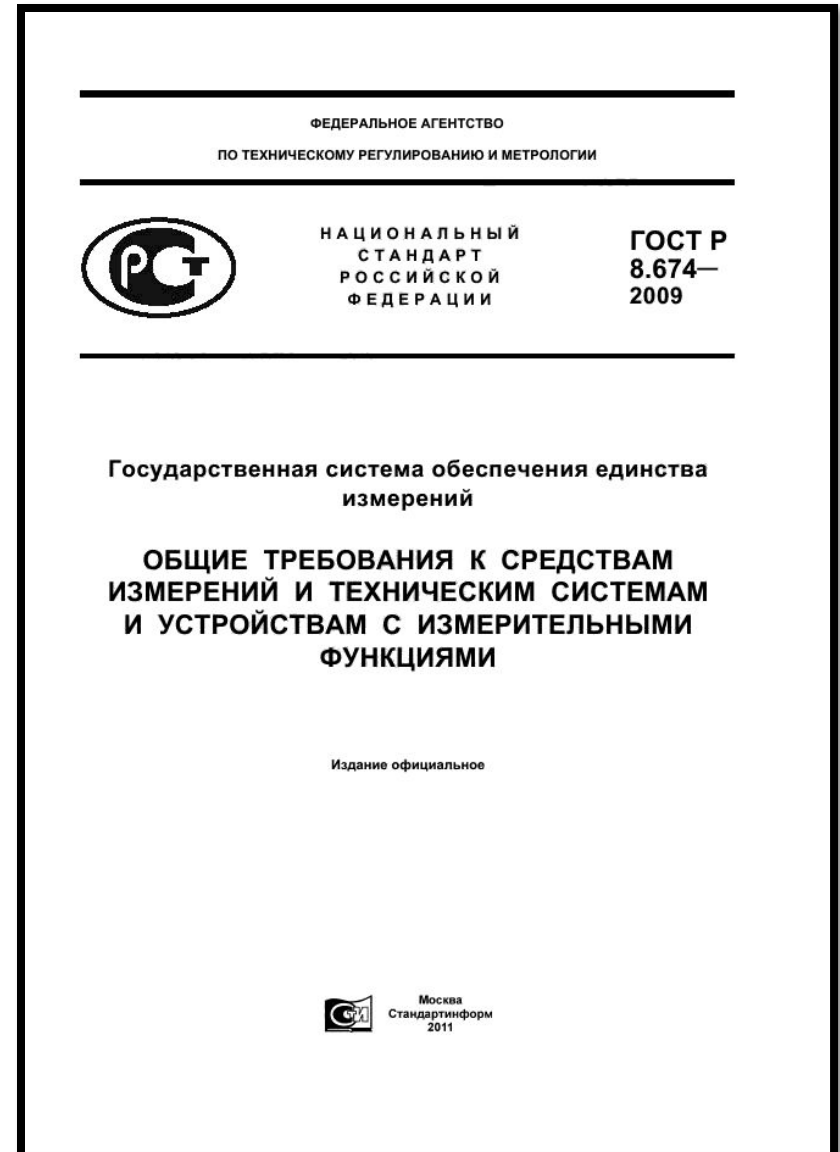 ФЕДЕРАЛЬНОЕ АГЕНТСТВО
ПО ТЕХНИЧЕСКОМУ РЕГУЛИРОВАНИЮ И МЕТРОЛОГИИ
РСТ
НАЦИОНАЛЬНЫЙ
СТАНДАРТ
РОССИЙСКОЙ
ФЕДЕРАЦИИ
ГОСТ Р
8.674—
2009
Государственная система обеспечения единства
измерений
ОБЩИЕ ТРЕБОВАНИЯ К СРЕДСТВАМ
ИЗМЕРЕНИЙ И ТЕХНИЧЕСКИМ СИСТЕМАМ
И УСТРОЙСТВАМ С ИЗМЕРИТЕЛЬНЫМИ
ФУНКЦИЯМИ
Издание официальное
Москва
Стандартинформ
2011